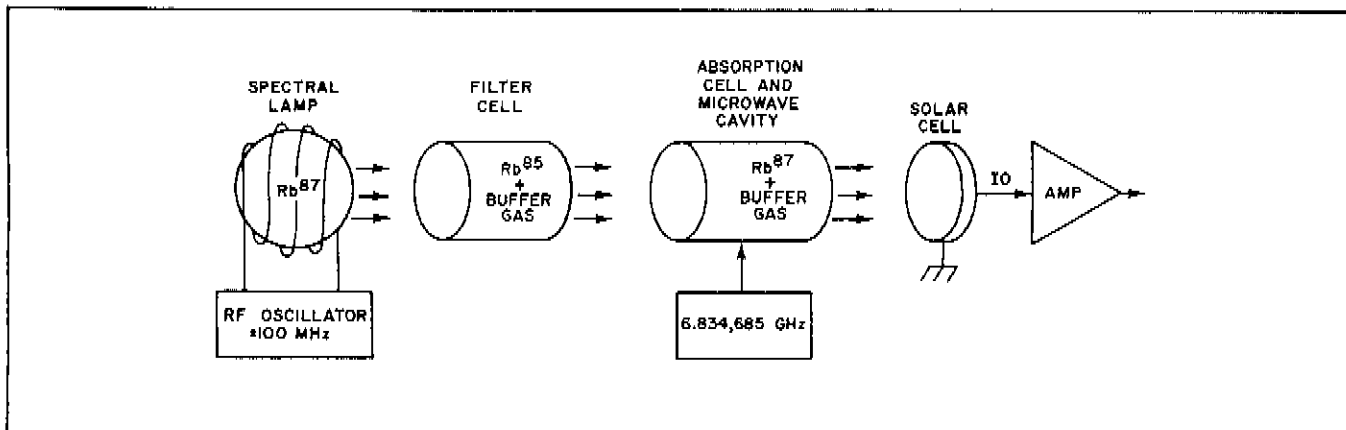 SPECTRAL
LAMP
Rb87
RF OSCILLATOR
≈100 MHz
FILTER
CELL
Rb85
+
BUFFER
GAS
ABSORPTION
CELL AND
MICROWAVE
CAVITY
Rb87
+
BUFFER
GAS
6.834,685 GHz
SOLAR
CELL
IO
AMP